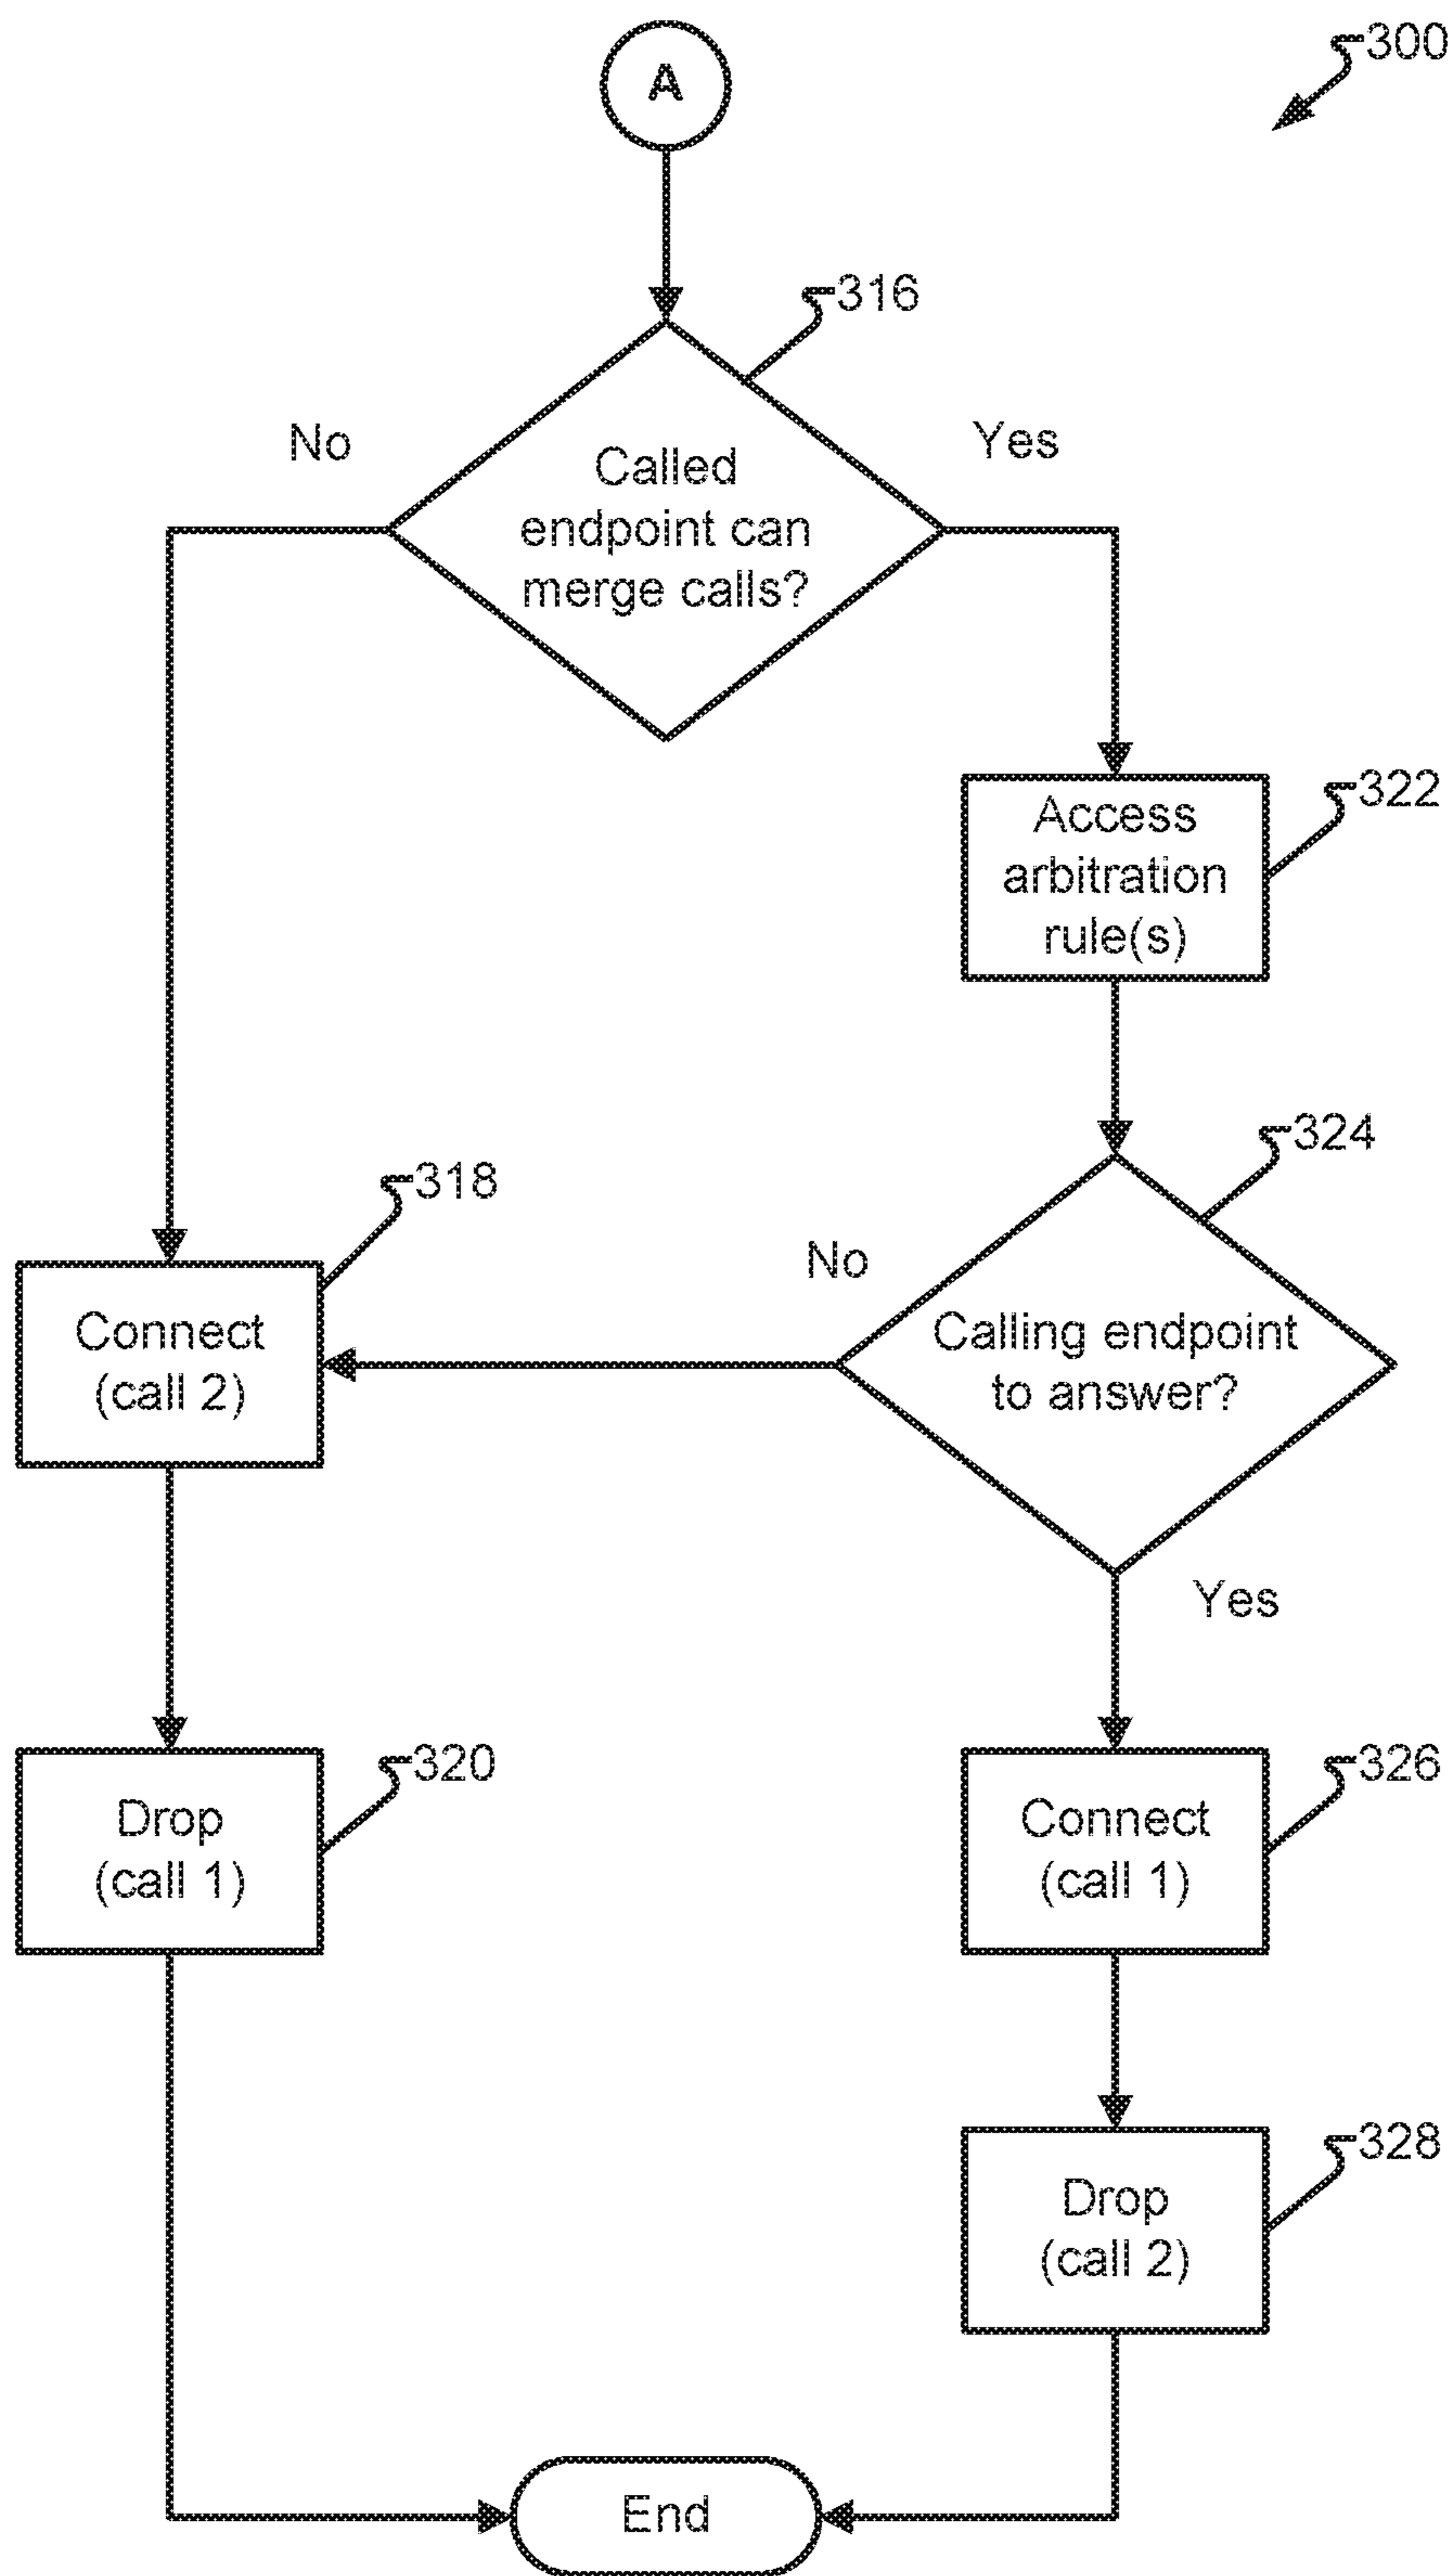 300
A
316
No
Yes
Called
endpoint can
merge calls?
322
Access
arbitration
rule(s)
324
318
No
Connect
(call 2)
Calling endpoint
to answer?
Yes
320
326
Drop
(call 1)
Connect
(call 1)
328
Drop
(call 2)
End